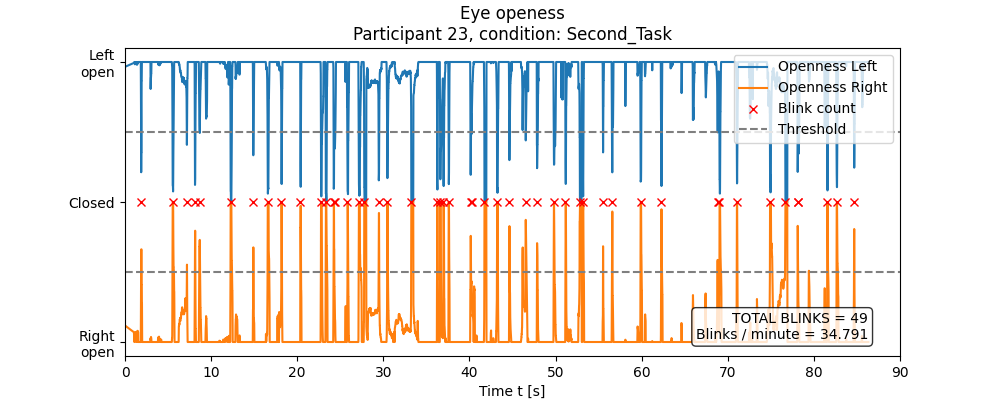 Eye openess
Participant 23, condition: Second_Task
Left
open
Closed
Right
open
Openness Left
Openness Right
Blink count
Threshold
TOTAL BLINKS = 49
Blinks / minute = 34.791
0 10 20 30 40 50 60 70 80 90
Time t [s]